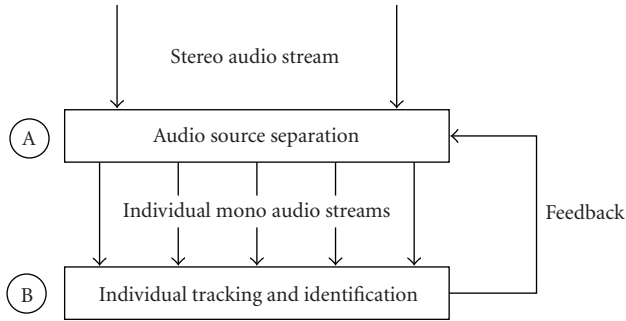 Stereo audio stream
A
Audio source separation
Individual mono audio streams
Feedback
B
Individual tracking and identification